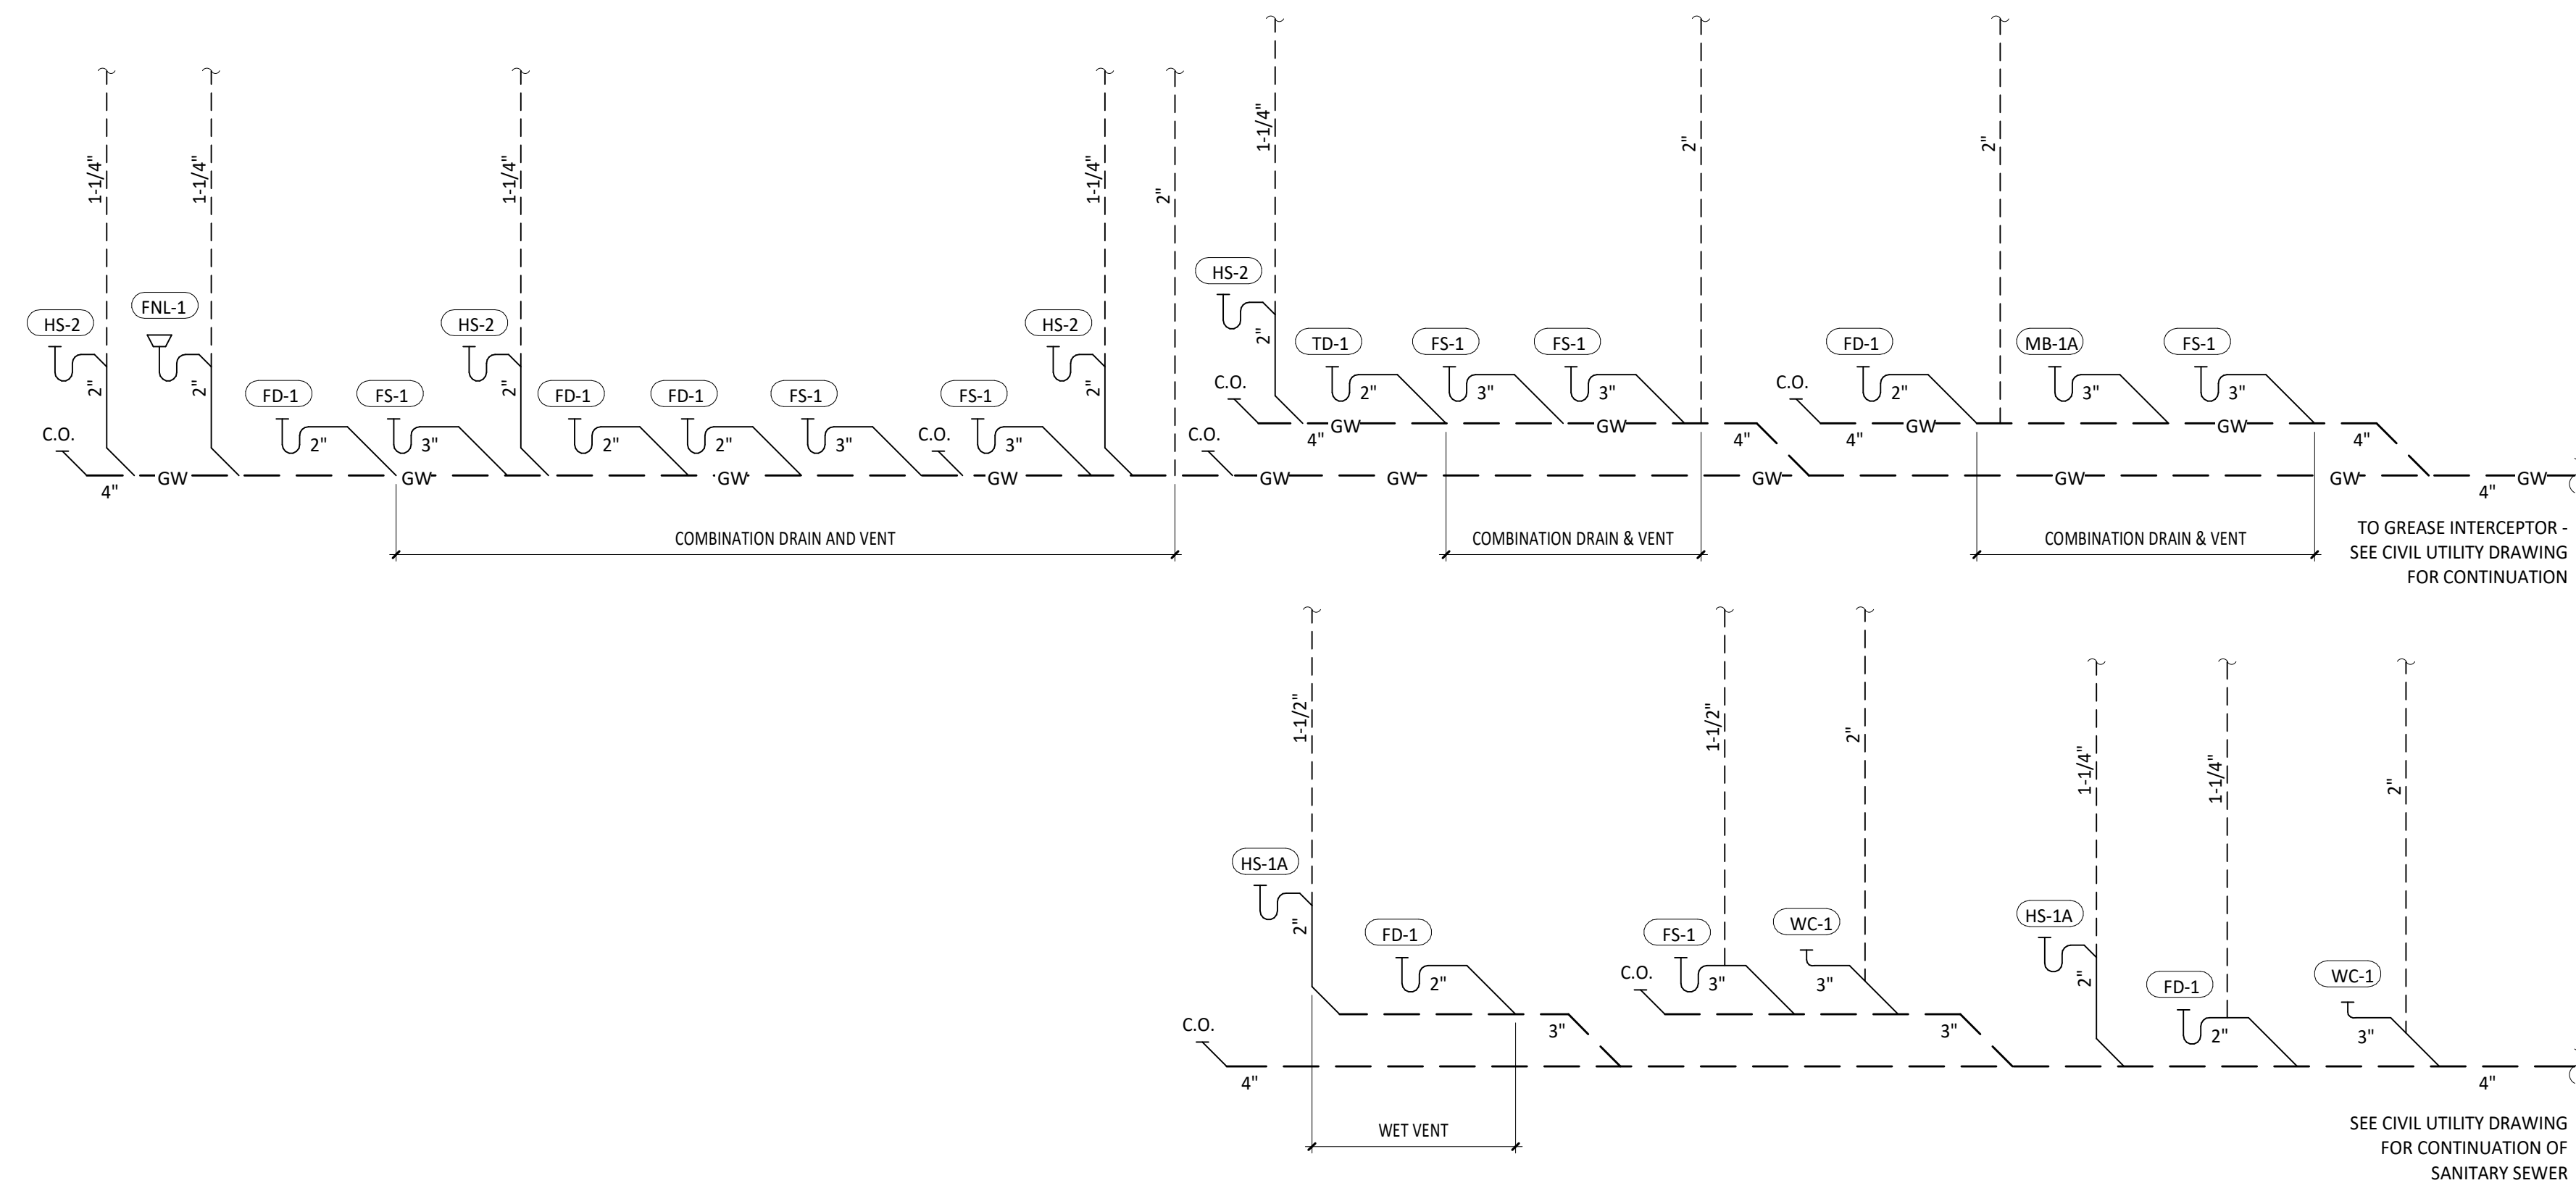 1-1/4"
1-1/4"
1-1/4"
1-1/4"
2"
1-1/4"
2"
2"
HS-2
FNL-1
HS-2
HS-2
HS-2
2"
2"
2"
2"
2"
TD-1
FS-1
FS-1
FD-1
MB-1A
FS-1
2"
3"
3"
2"
3"
3"
FD-1
FS-1
FD-1
FD-1
FS-1
FS-1
2"
3"
2"
2"
3"
3"
C.O.
C.O.
C.O.
C.O.
C.O.
4"
GW
GW
4"
4"
GW
GW
4"
4"
GW
GW
GW
GW
GW
GW
GW
GW
GW
4"
GW
COMBINATION DRAIN AND VENT
COMBINATION DRAIN & VENT
COMBINATION DRAIN & VENT
TO GREASE INTERCEPTOR -
SEE CIVIL UTILITY DRAWING
FOR CONTINUATION
1-1/2"
1-1/2"
2"
1-1/4"
1-1/4"
2"
HS-1A
2"
FD-1
2"
FS-1
3"
WC-1
3"
HS-1A
2"
FD-1
2"
WC-1
3"
C.O.
C.O.
3"
3"
4"
4"
WET VENT
SEE CIVIL UTILITY DRAWING
FOR CONTINUATION OF
SANITARY SEWER